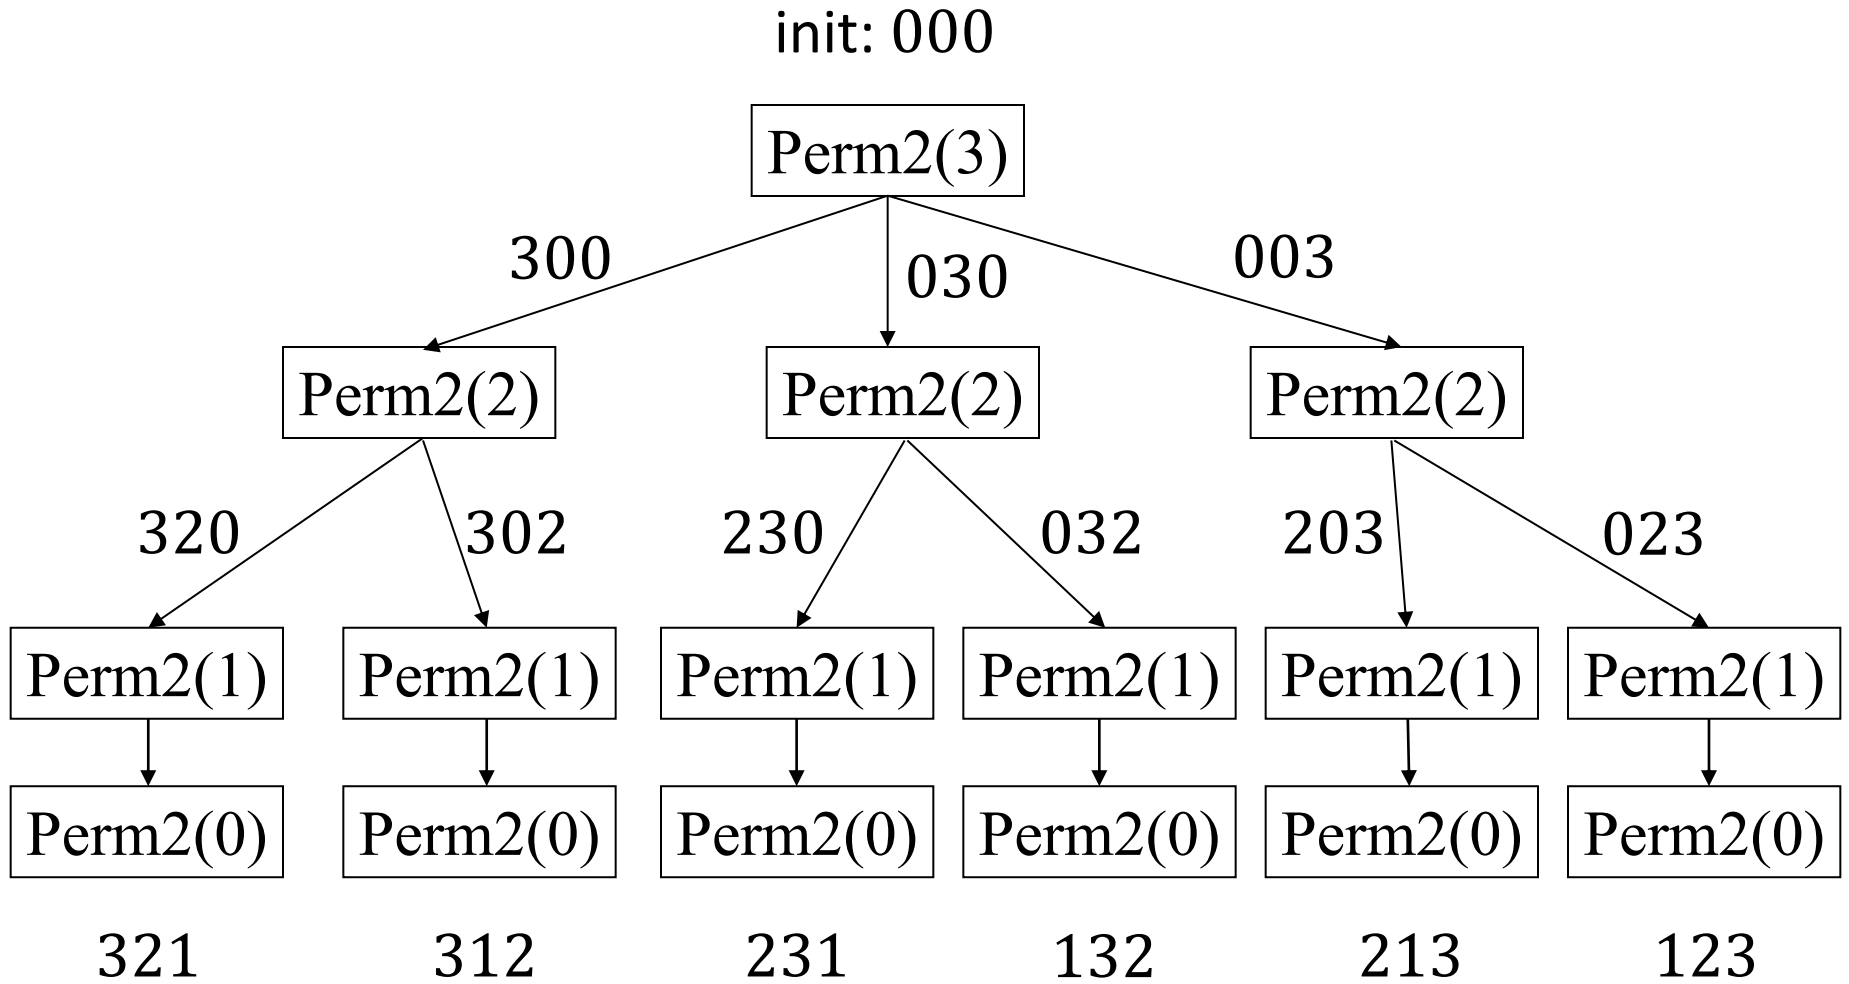 init: 000
Perm2(3)
300 030 003
Perm2(2) Perm2(2) Perm2(2)
320 302 230 032 203 023
Perm2(1) Perm2(1) Perm2(1) Perm2(1) Perm2(1) Perm2(1)
Perm2(0) Perm2(0) Perm2(0) Perm2(0) Perm2(0) Perm2(0)
321 312 231 132 213 123